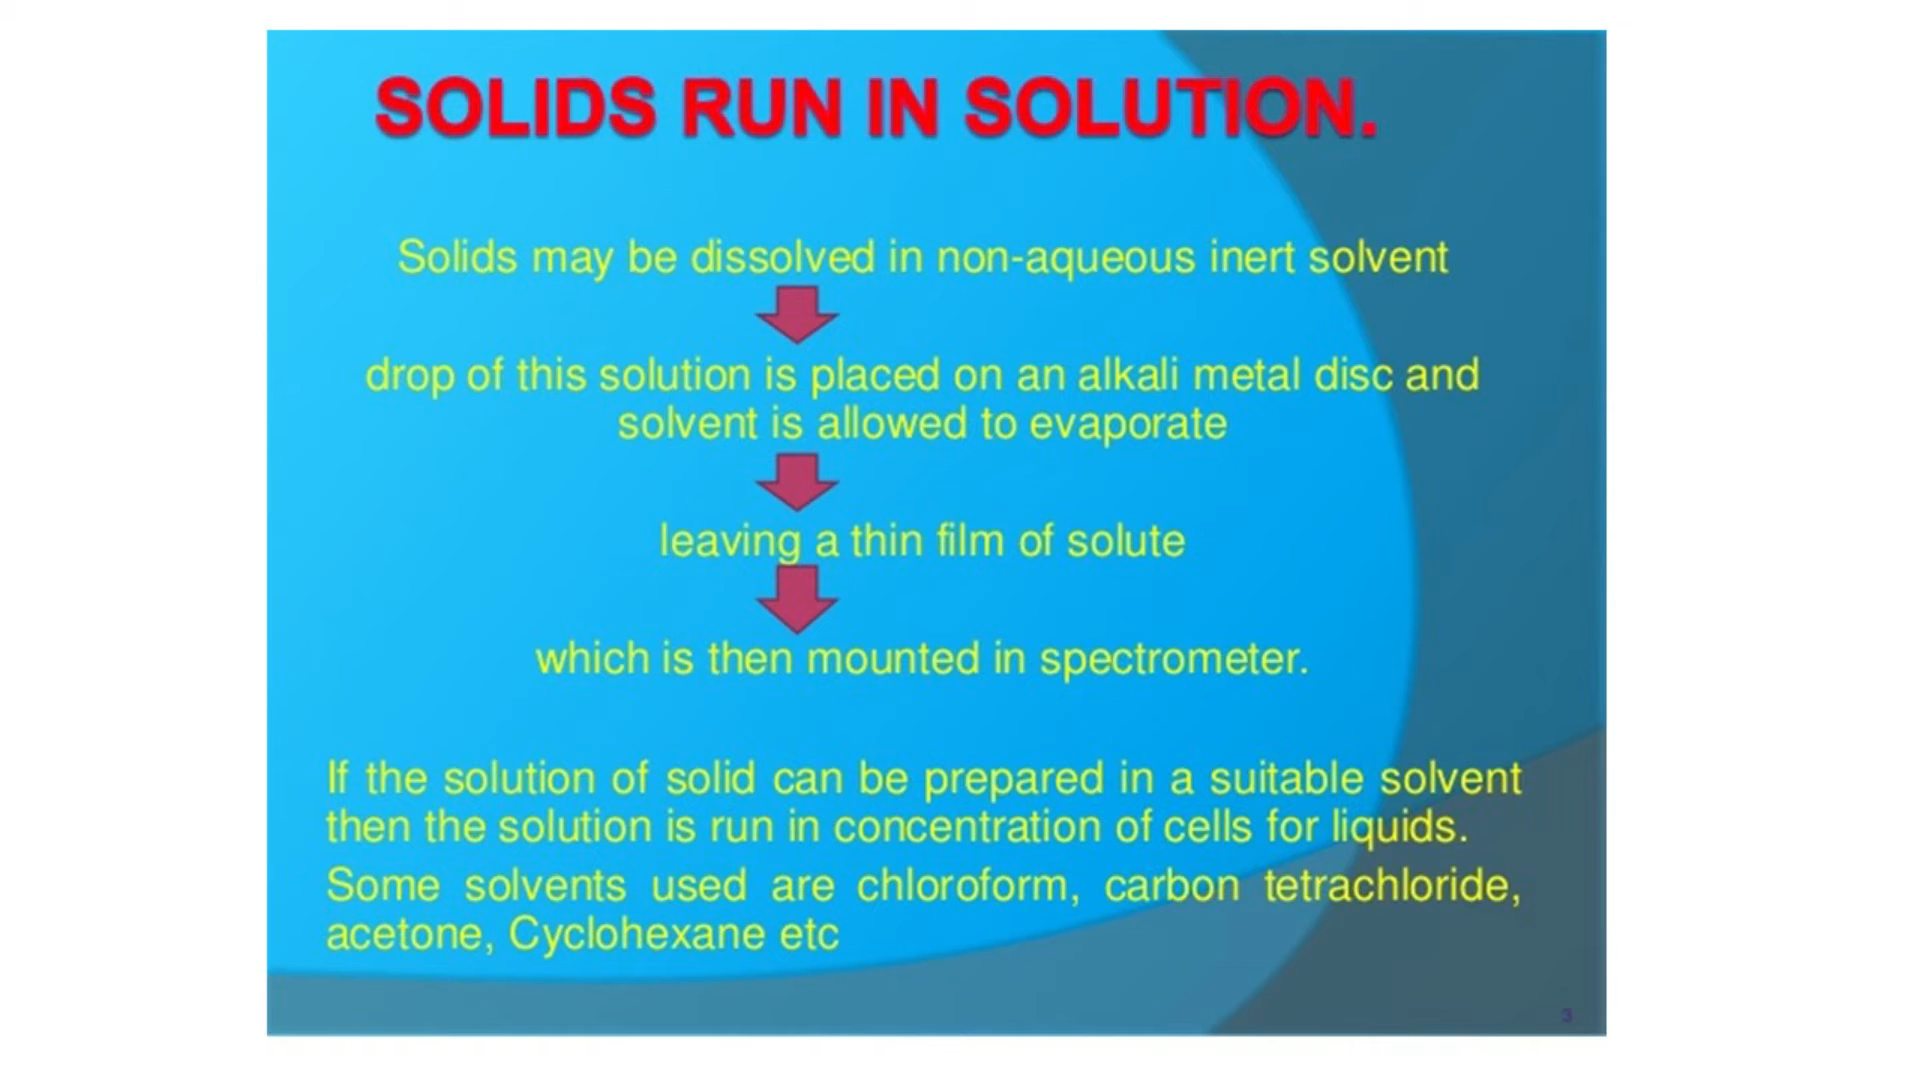 SOLIDS RUN IN SOLUTION.
Solids may be dissolved in non-aqueous inert solvent
drop of this solution is placed on an alkali metal disc and
solvent is allowed to evaporate
leaving a thin film of solute
which is then mounted in spectrometer.
If the solution of solid can be prepared in a suitable solvent
then the solution is run in concentration of cells for liquids.
Some solvents used are chloroform, carbon tetrachloride,
acetone, Cyclohexane etc
3